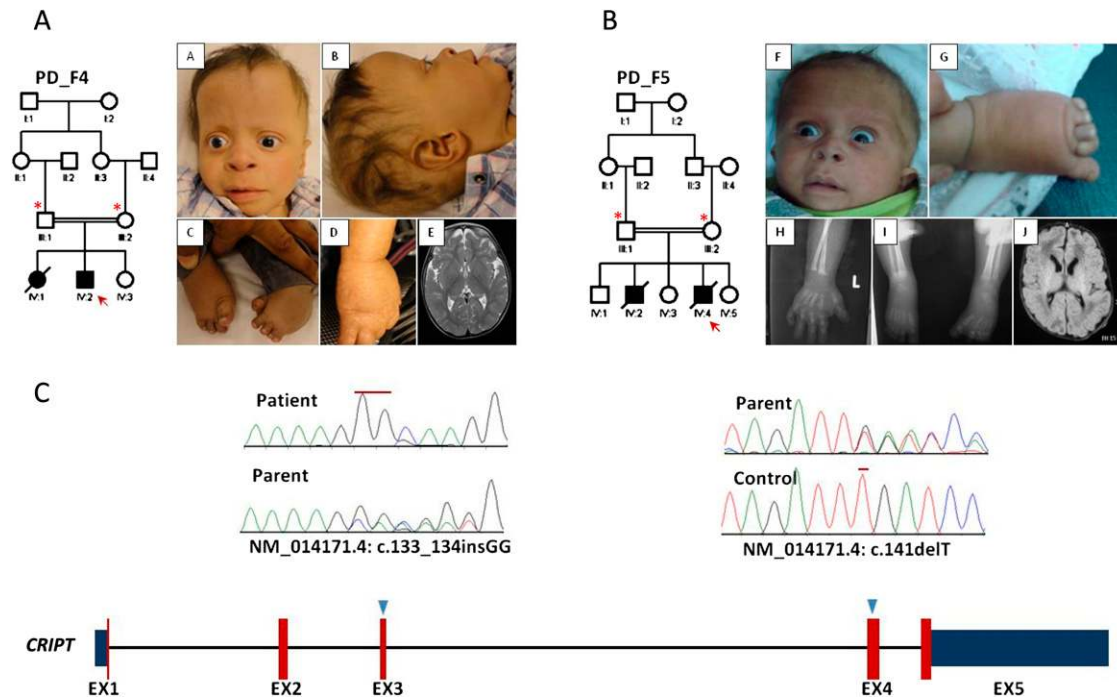 A
B
PD_F4
I:1
I:2
II:1
II:2
II:3
II:4
*
*
III:1
III:2
IV:1
IV:2
IV:3
A
B
C
D
E
PD_F5
I:1
I:2
II:1
II:2
II:3
II:4
*
*
III:1
III:2
IV:1
IV:2
IV:3
IV:4
IV:5
F
G
H
L
I
J
C
Patient
Parent
NM_014171.4: c.133_134insGG
Parent
Control
NM_014171.4: c.141delT
CRIPT
EX1
EX2
EX3
EX4
EX5